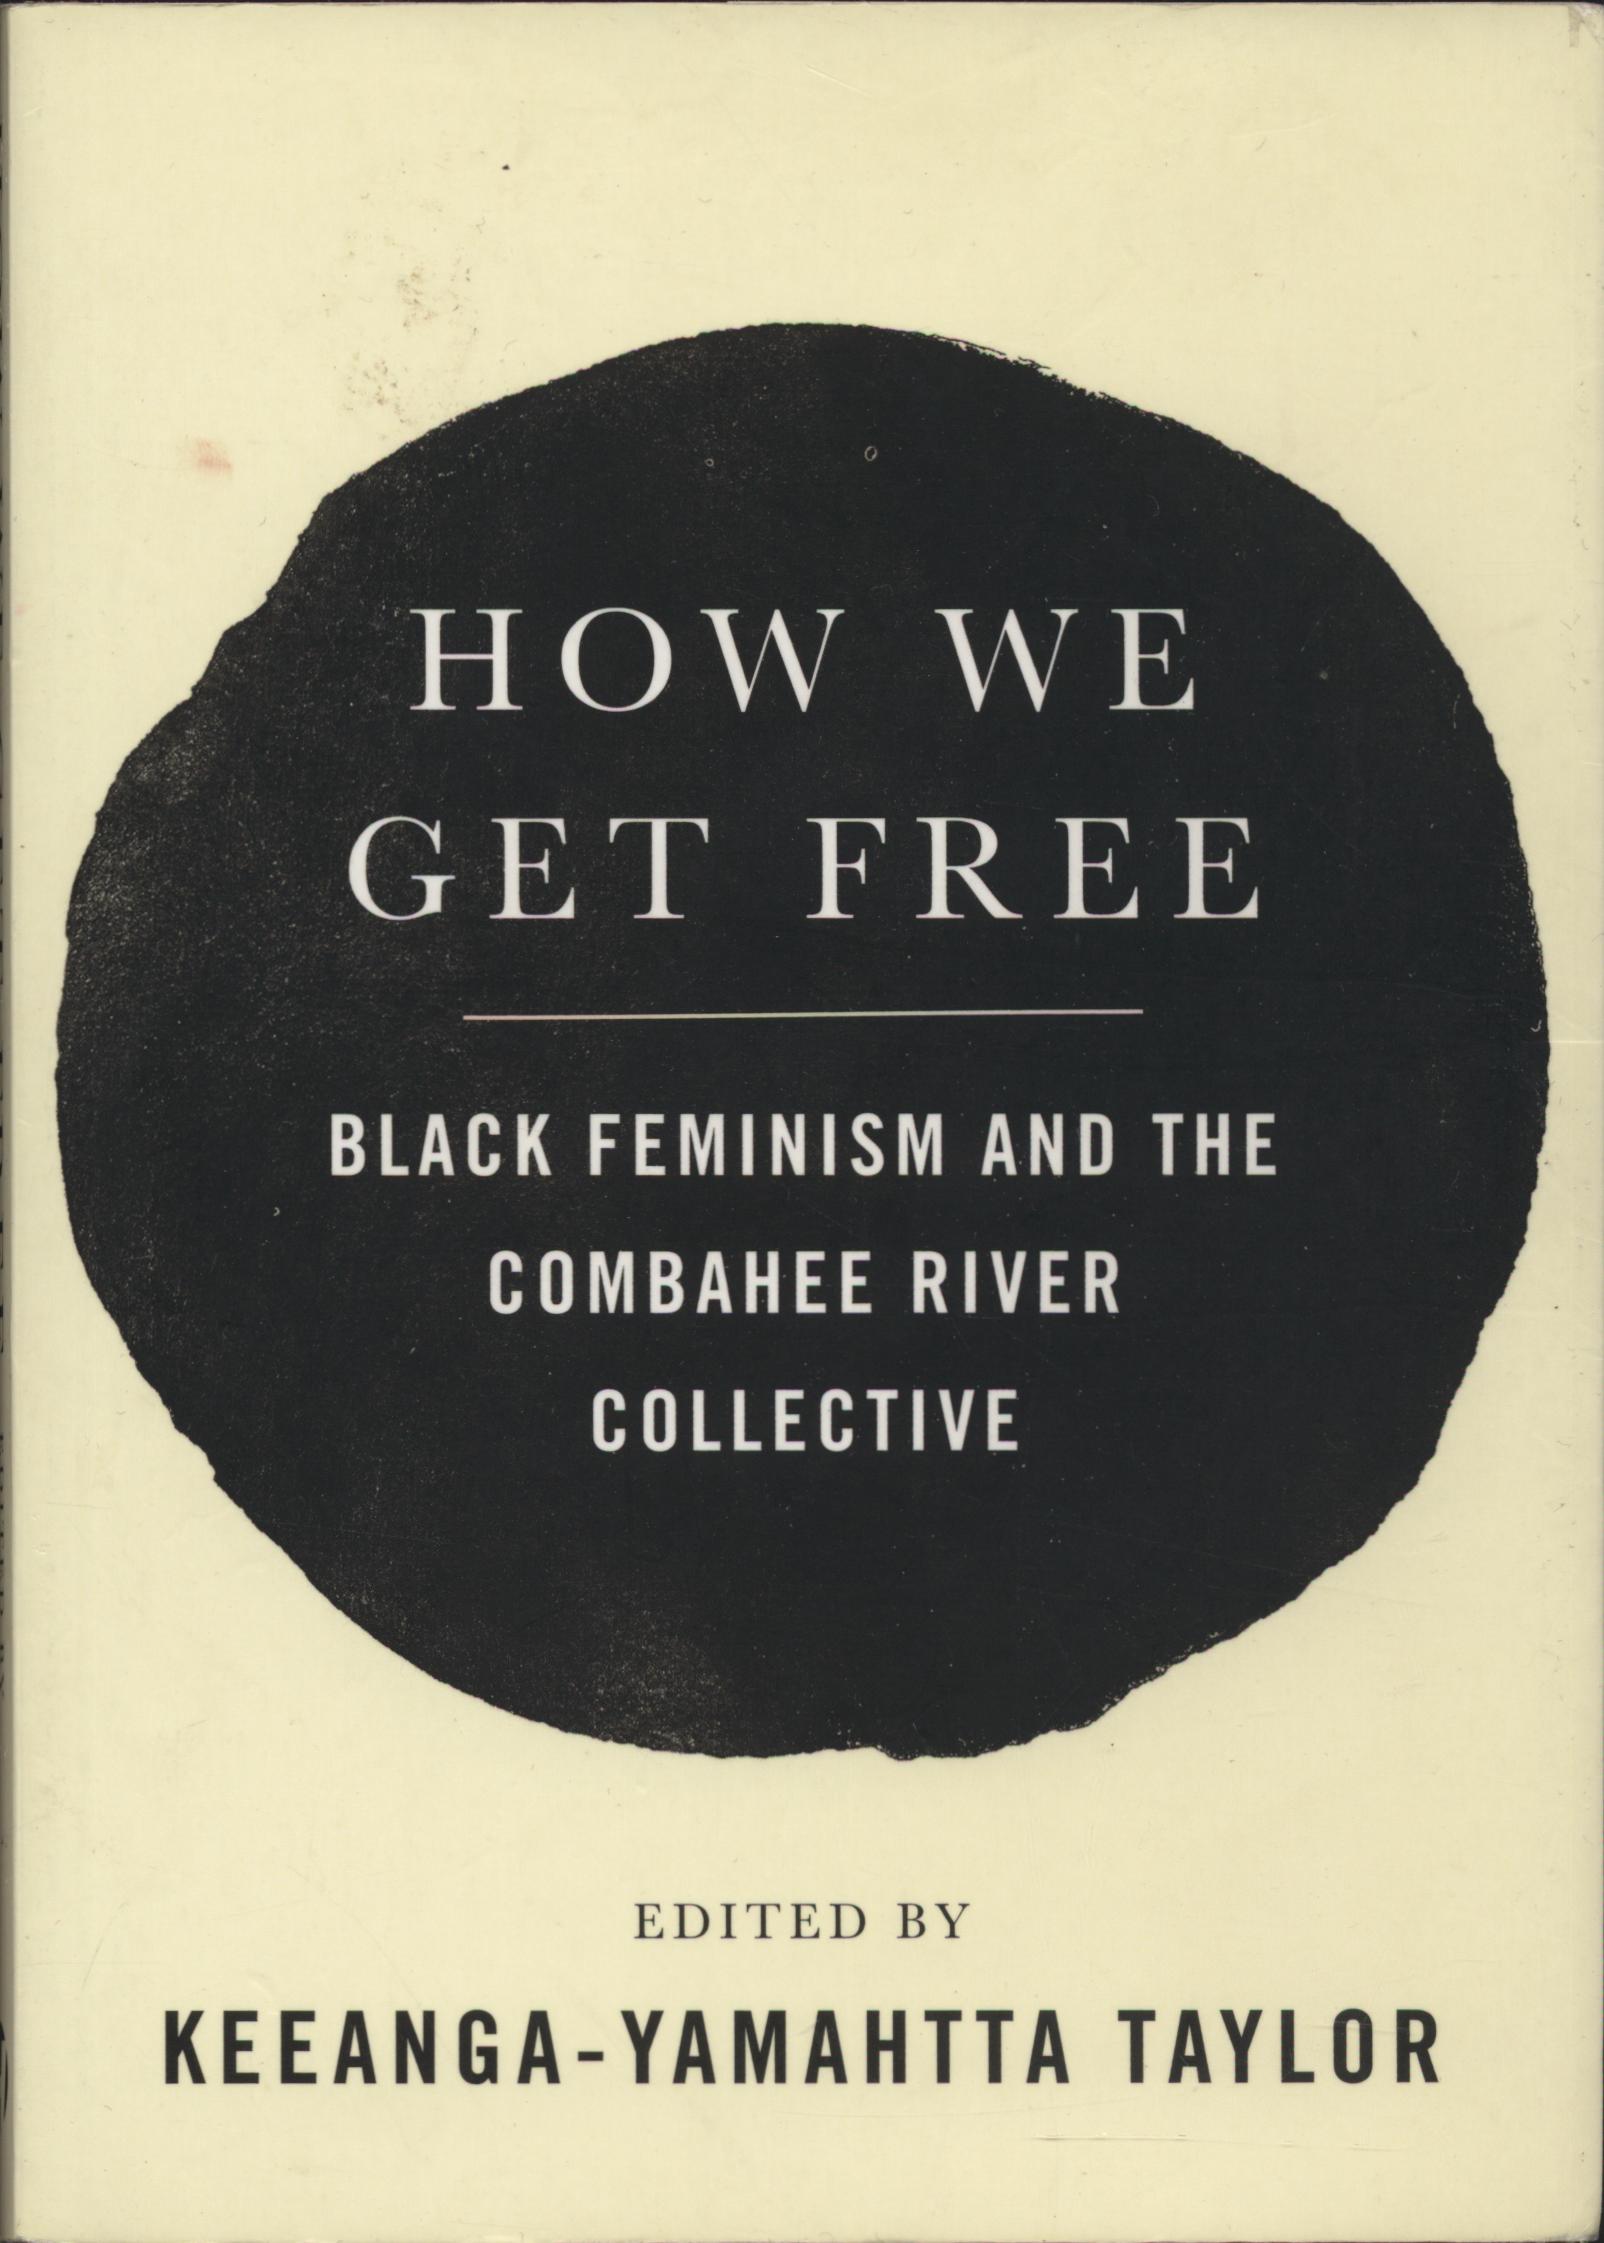 HOW WE
GET FREE
BLACK FEMINISM AND THE
COMBAHEE RIVER
COLLECTIVE
EDITED BY
KEEANGA-YAMAHTTA TAYLOR